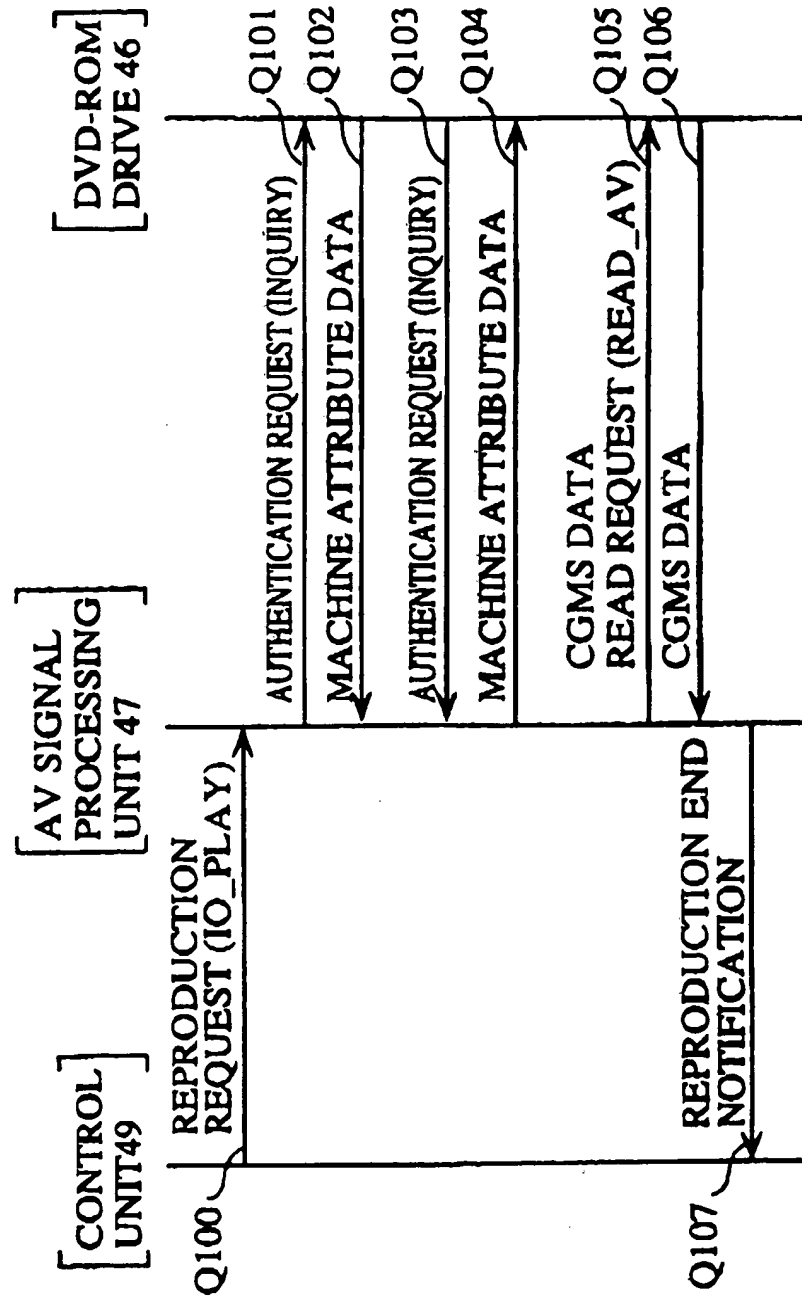 CONTROL
UNIT49
AV SIGNAL
PROCESSING
UNIT 47
DVD-ROM
DRIVE 46
Q100
REPRODUCTION
REQUEST (IO_PLAY)
AUTHENTICATION REQUEST (INQUIRY)
Q101
MACHINE ATTRIBUTE DATA
Q102
AUTHENTICATION REQUEST (INQUIRY)
Q103
MACHINE ATTRIBUTE DATA
Q104
CGMS DATA
READ REQUEST (READ_AV)
Q105
CGMS DATA
Q106
REPRODUCTION END
NOTIFICATION
Q107